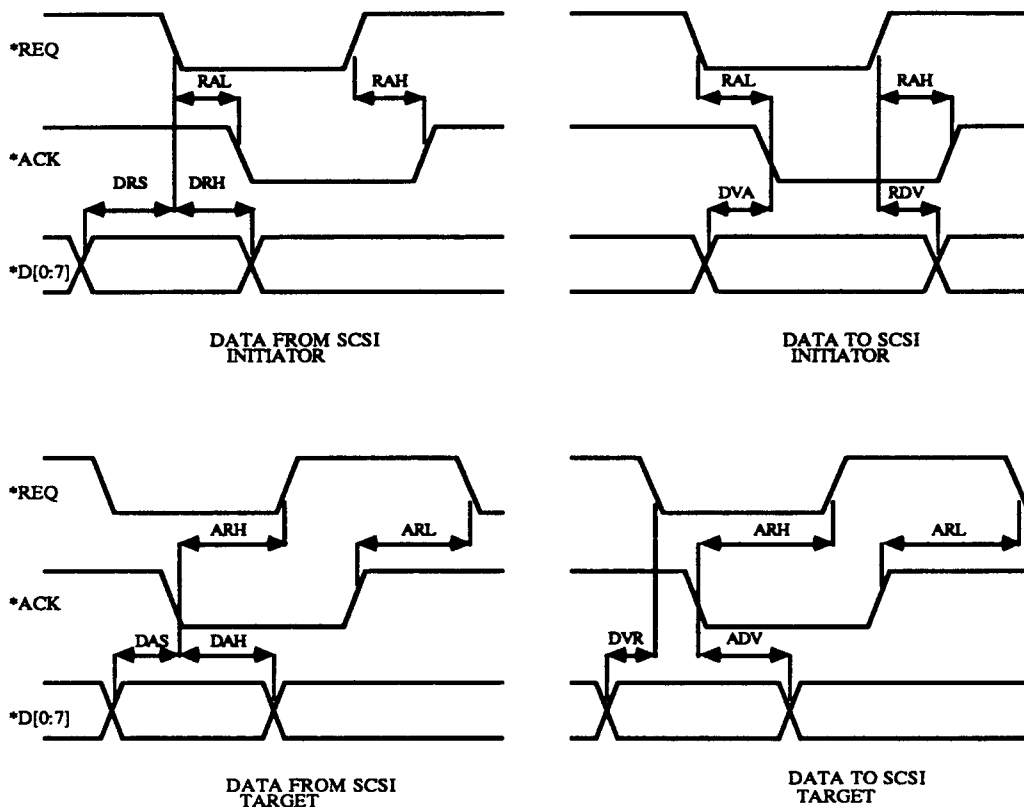 *REQ
RAL
RAH
RAL
RAH
*ACK
DRS
DRH
DVA
RDV
*D[0:7]
DATA FROM SCSI
INITIATOR
DATA TO SCSI
INITIATOR
*REQ
ARH
ARL
ARH
ARL
*ACK
DAS
DAH
DVR
ADV
*D[0:7]
DATA FROM SCSI
TARGET
DATA TO SCSI
TARGET